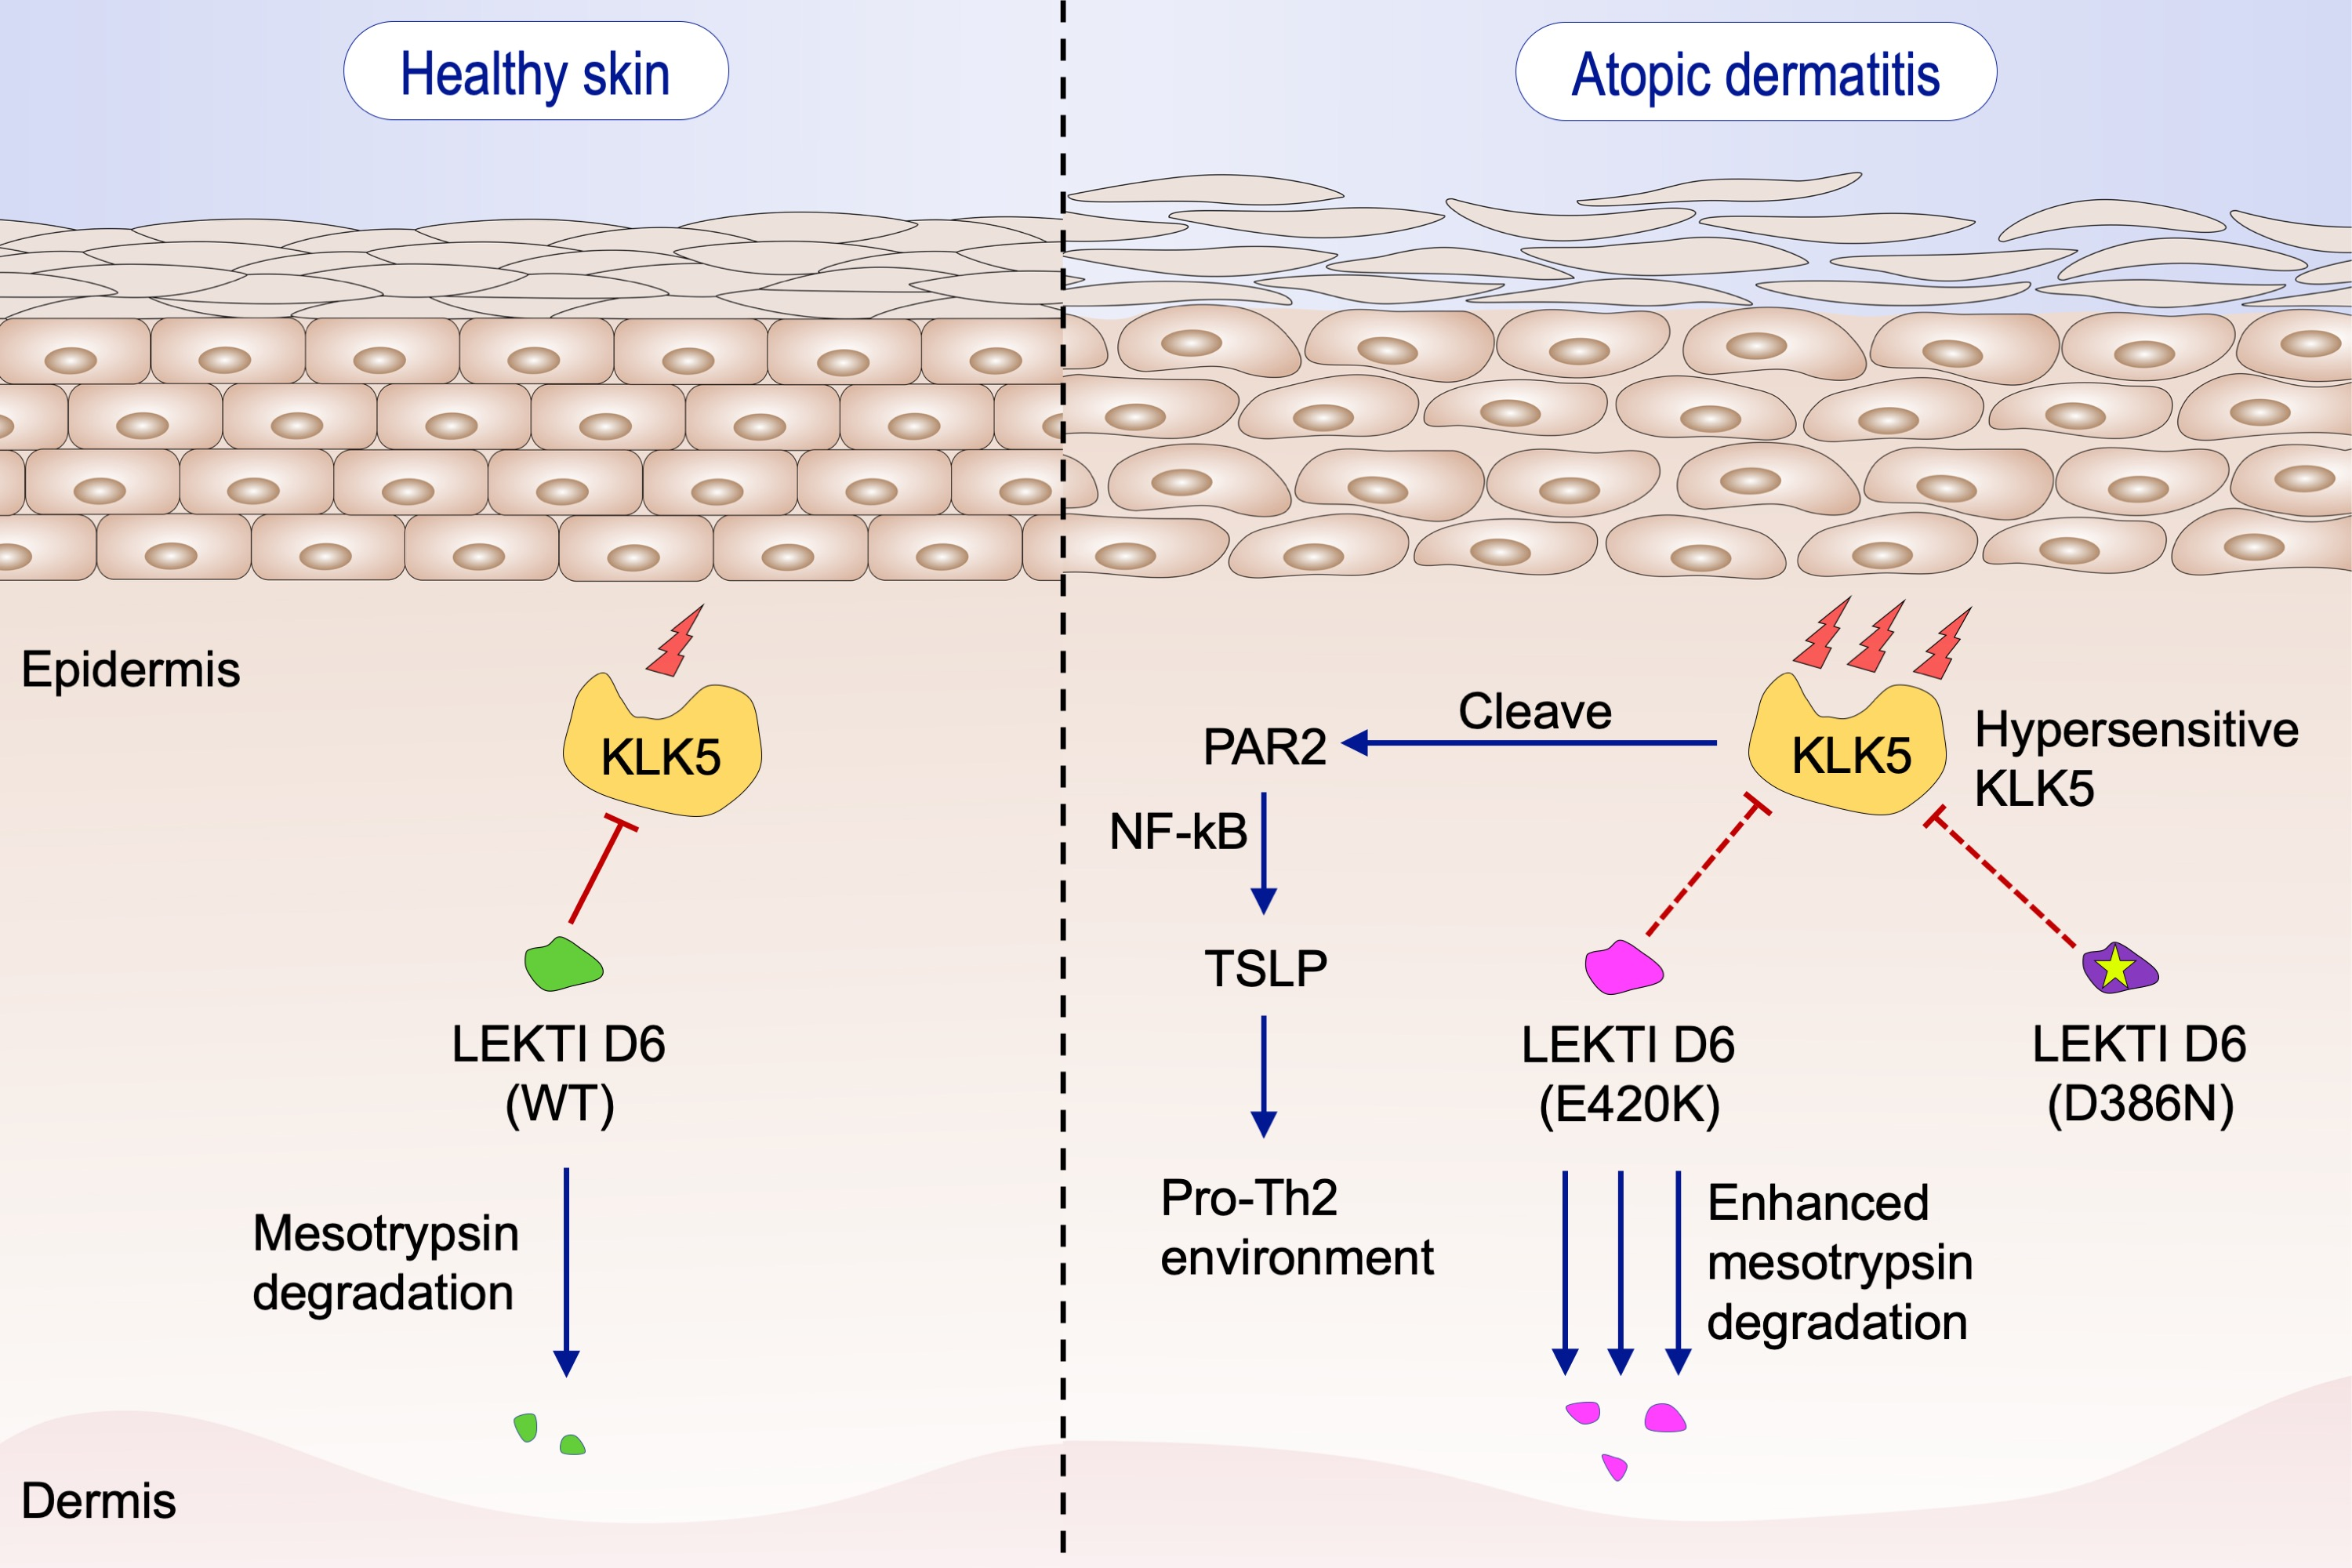 Healthy skin
Epidermis
KLK5
LEKTI D6
(WT)
Mesotrypsin
degradation
Dermis
Atopic dermatitis
Cleave
PAR2
KLK5
Hypersensitive
KLK5
NF-kB
TSLP
Pro-Th2
environment
LEKTI D6
(E420K)
LEKTI D6
(D386N)
Enhanced
mesotrypsin
degradation